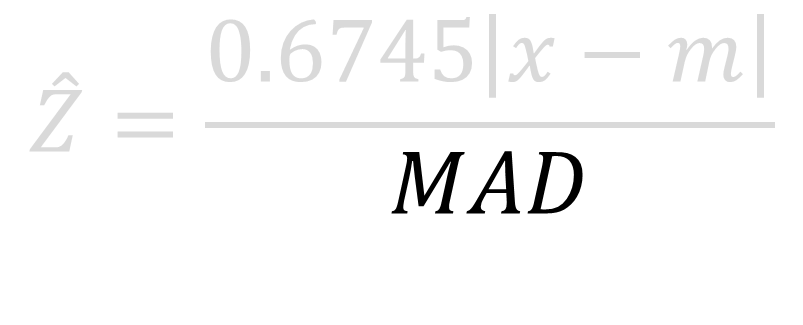 Ẑ = 0.6745|x − m|
MAD